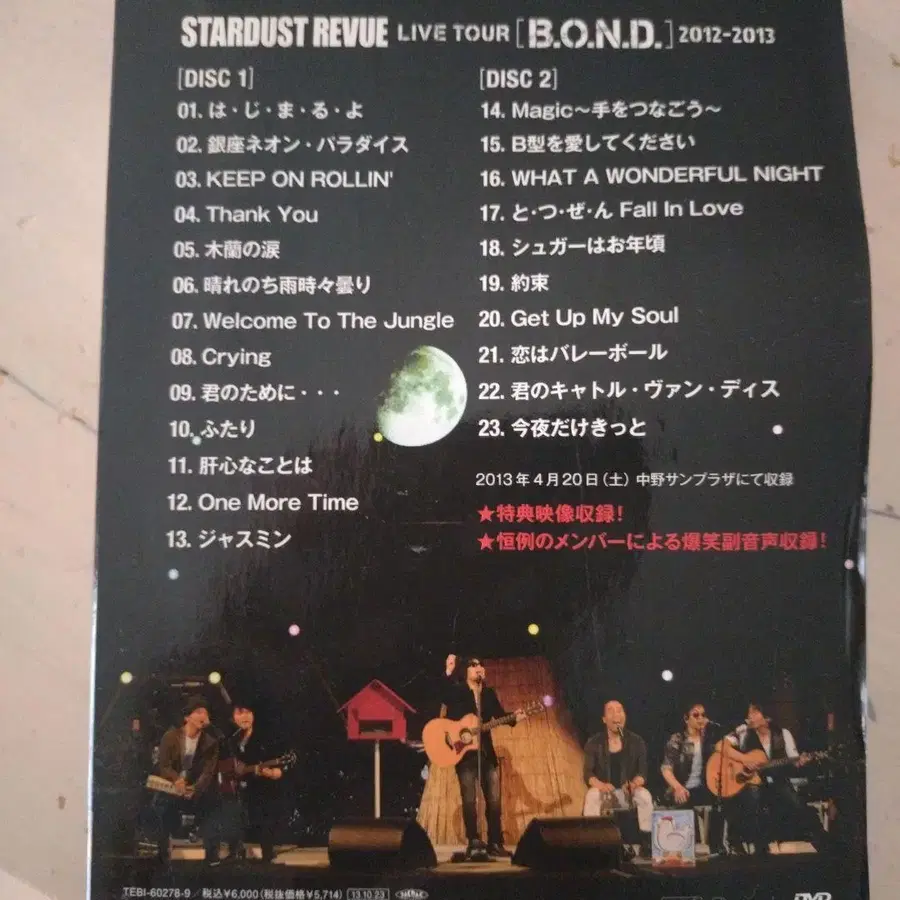 STARDUST REVUE LIVE TOUR [B.O.N.D.] 2012-2013
[DISC 1]
01. は・じ・ま・る・よ
02. 銀座ネオン・パラダイス
03. KEEP ON ROLLIN'
04. Thank You
05. 木蘭の涙
06. 晴れのち雨時々曇り
07. Welcome To The Jungle
08. Crying
09. 君のために・・・
10. ふたり
11. 肝心なことは
12. One More Time
13. ジャスミン
[DISC 2]
14. Magic〜手をつなごう〜
15. B型を愛してください
16. WHAT A WONDERFUL NIGHT
17. と・つ・ぜ・ん Fall In Love
18. シュガーはお年頃
19. 約束
20. Get Up My Soul
21. 恋はバレーボール
22. 君のキャトル・ヴァン・ディス
23. 今夜だけきっと
2013年4月20日(土) 中野サンプラザにて収録
★特典映像収録!
★恒例のメンバーによる爆笑副音声収録!
TEBI-60278-9／税込¥6,000(税抜価格¥5,714) 13.10.23
DVD